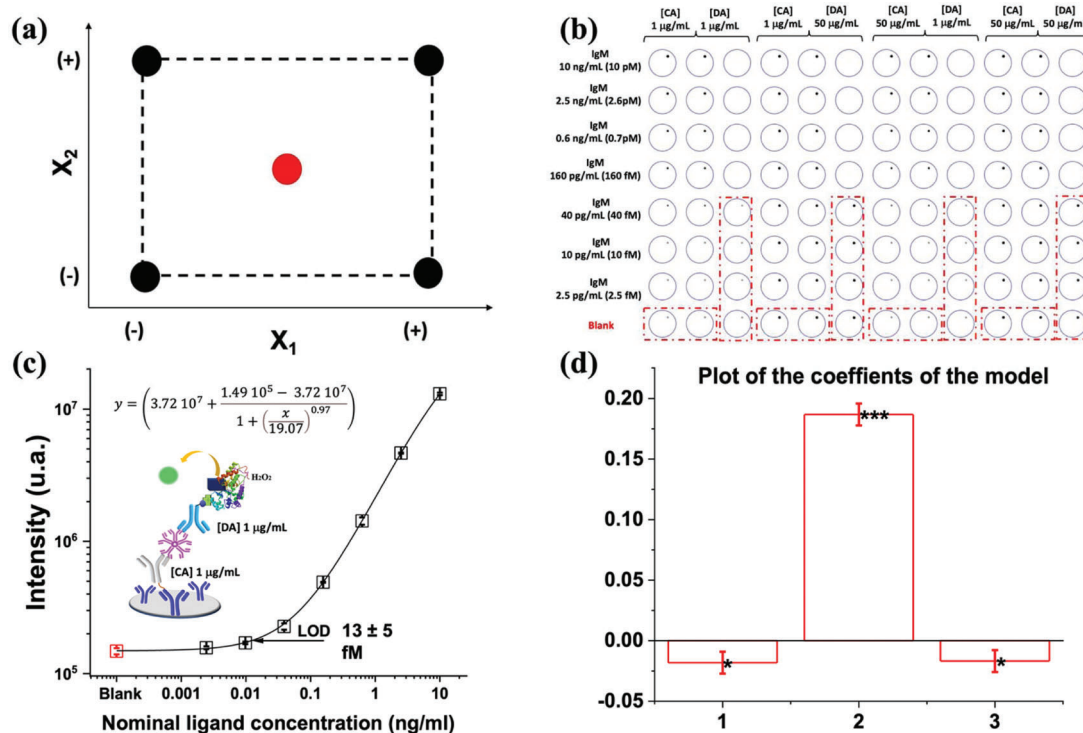 (a)
(+)
X2
(-)
(-)
X1
(+)
(b)
[CA] [DA] [CA] [DA] [CA] [DA] [CA] [DA]
1 µg/mL 1 µg/mL 1 µg/mL 50 µg/mL 50 µg/mL 1 µg/mL 50 µg/mL 50 µg/mL
IgM
10 ng/mL (10 pM)
IgM
2.5 ng/mL (2.6pM)
IgM
0.6 ng/mL (0.7pM)
IgM
160 pg/mL (160 fM)
IgM
40 pg/mL (40 fM)
IgM
10 pg/mL (10 fM)
IgM
2.5 pg/mL (2.5 fM)
Blank
(c)
Intensity (u.a.)
10^7
10^6
10^5
y = (3.72 10^7 + (1.49 10^5 − 3.72 10^7) / (1 + (x/19.07)^0.97))
H2O2
[DA] 1 µg/mL
[CA] 1 µg/mL
LOD 13 ± 5
fM
Blank 0.001 0.01 0.1 1 10
Nominal ligand concentration (ng/ml)
(d)
Plot of the coeffients of the model
0.20
0.15
0.10
0.05
0.00
-0.05
*
***
*
1 2 3